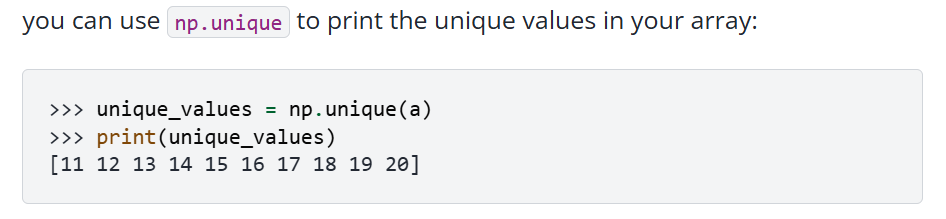 you can use np.unique to print the unique values in your array:
>>> unique_values = np.unique(a)
>>> print(unique_values)
[11 12 13 14 15 16 17 18 19 20]